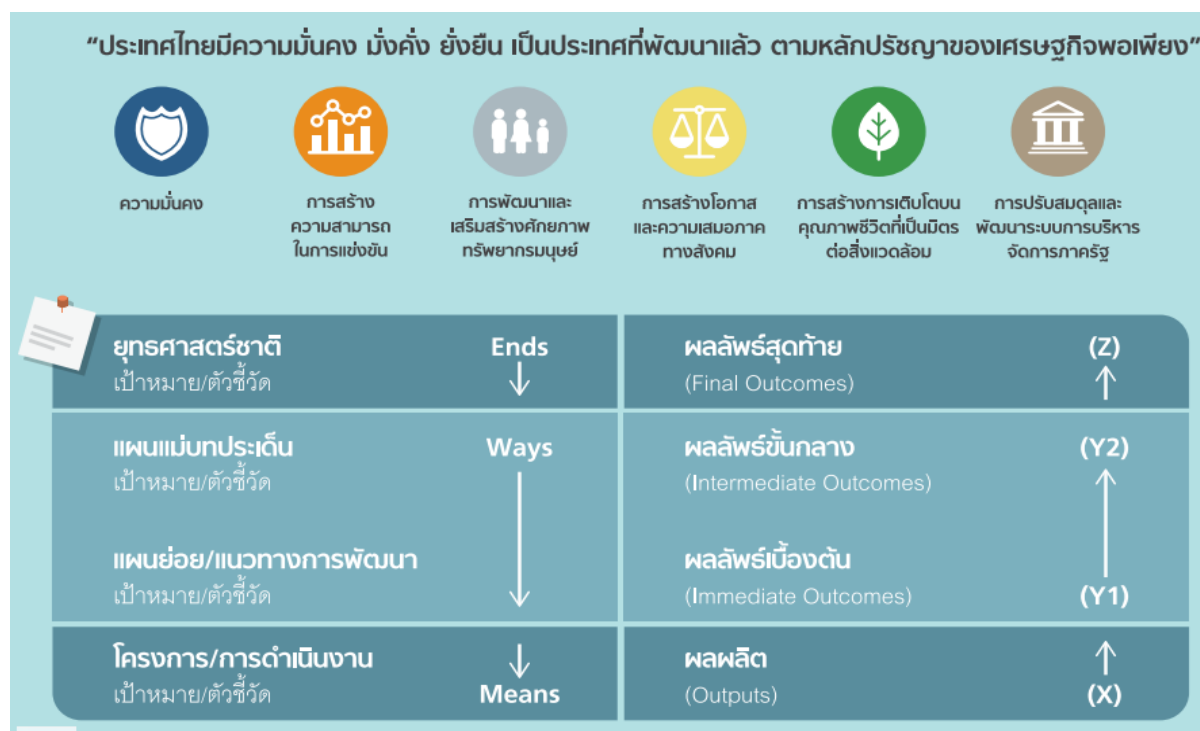 “ประเทศไทยมีความมั่นคง มั่งคั่ง ยั่งยืน เป็นประเทศที่พัฒนาแล้ว ตามหลักปรัชญาของเศรษฐกิจพอเพียง”
ความมั่นคง
การสร้าง
ความสามารถ
ในการแข่งขัน
การพัฒนาและ
เสริมสร้างศักยภาพ
ทรัพยากรมนุษย์
การสร้างโอกาส
และความเสมอภาค
ทางสังคม
การสร้างการเติบโตบน
คุณภาพชีวิตที่เป็นมิตร
ต่อสิ่งแวดล้อม
การปรับสมดุลและ
พัฒนาระบบการบริหาร
จัดการภาครัฐ
ยุทธศาสตร์ชาติ Ends ผลลัพธ์สุดท้าย (Z)
เป้าหมาย/ตัวชี้วัด (Final Outcomes)
แผนแม่บทประเด็น Ways ผลลัพธ์ขั้นกลาง (Y2)
เป้าหมาย/ตัวชี้วัด (Intermediate Outcomes)
แผนย่อย/แนวทางการพัฒนา ผลลัพธ์เบื้องต้น
เป้าหมาย/ตัวชี้วัด (Immediate Outcomes) (Y1)
โครงการ/การดำเนินงาน ผลผลิต
เป้าหมาย/ตัวชี้วัด Means (Outputs) (X)